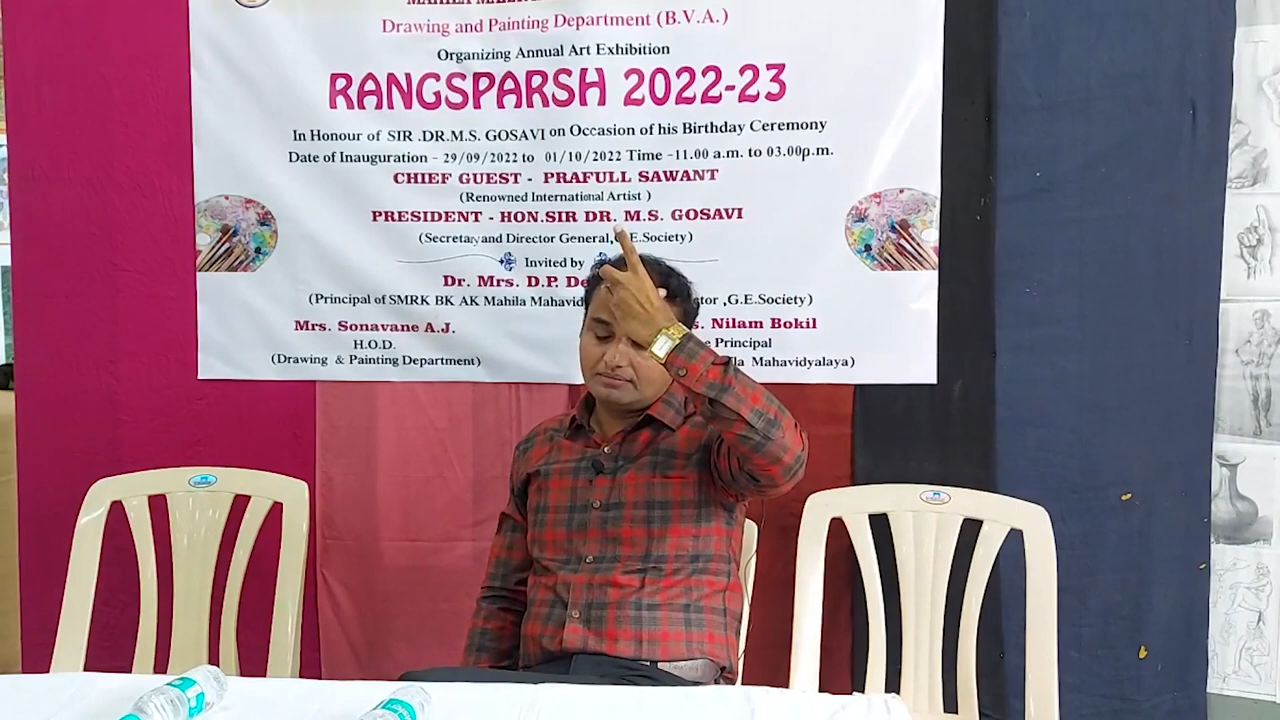 Drawing and Painting Department (B.V.A.)
Organizing Annual Art Exhibition
RANGSPARSH 2022-23
In Honour of SIR .DR.M.S. GOSAVI on Occasion of his Birthday Ceremony
Date of Inauguration - 29/09/2022 to 01/10/2022 Time -11.00 a.m. to 03.00p.m.
CHIEF GUEST - PRAFULL SAWANT
(Renowned International Artist )
PRESIDENT - HON.SIR DR. M.S. GOSAVI
(Secretary and Director General, .E.Society)
Invited by
Dr. Mrs. D.P. De
(Principal of SMRK BK AK Mahila Mahavid tor ,G.E.Society)
Mrs. Sonavane A.J. s. Nilam Bokil
H.O.D. e Principal
(Drawing & Painting Department) la Mahavidyalaya)